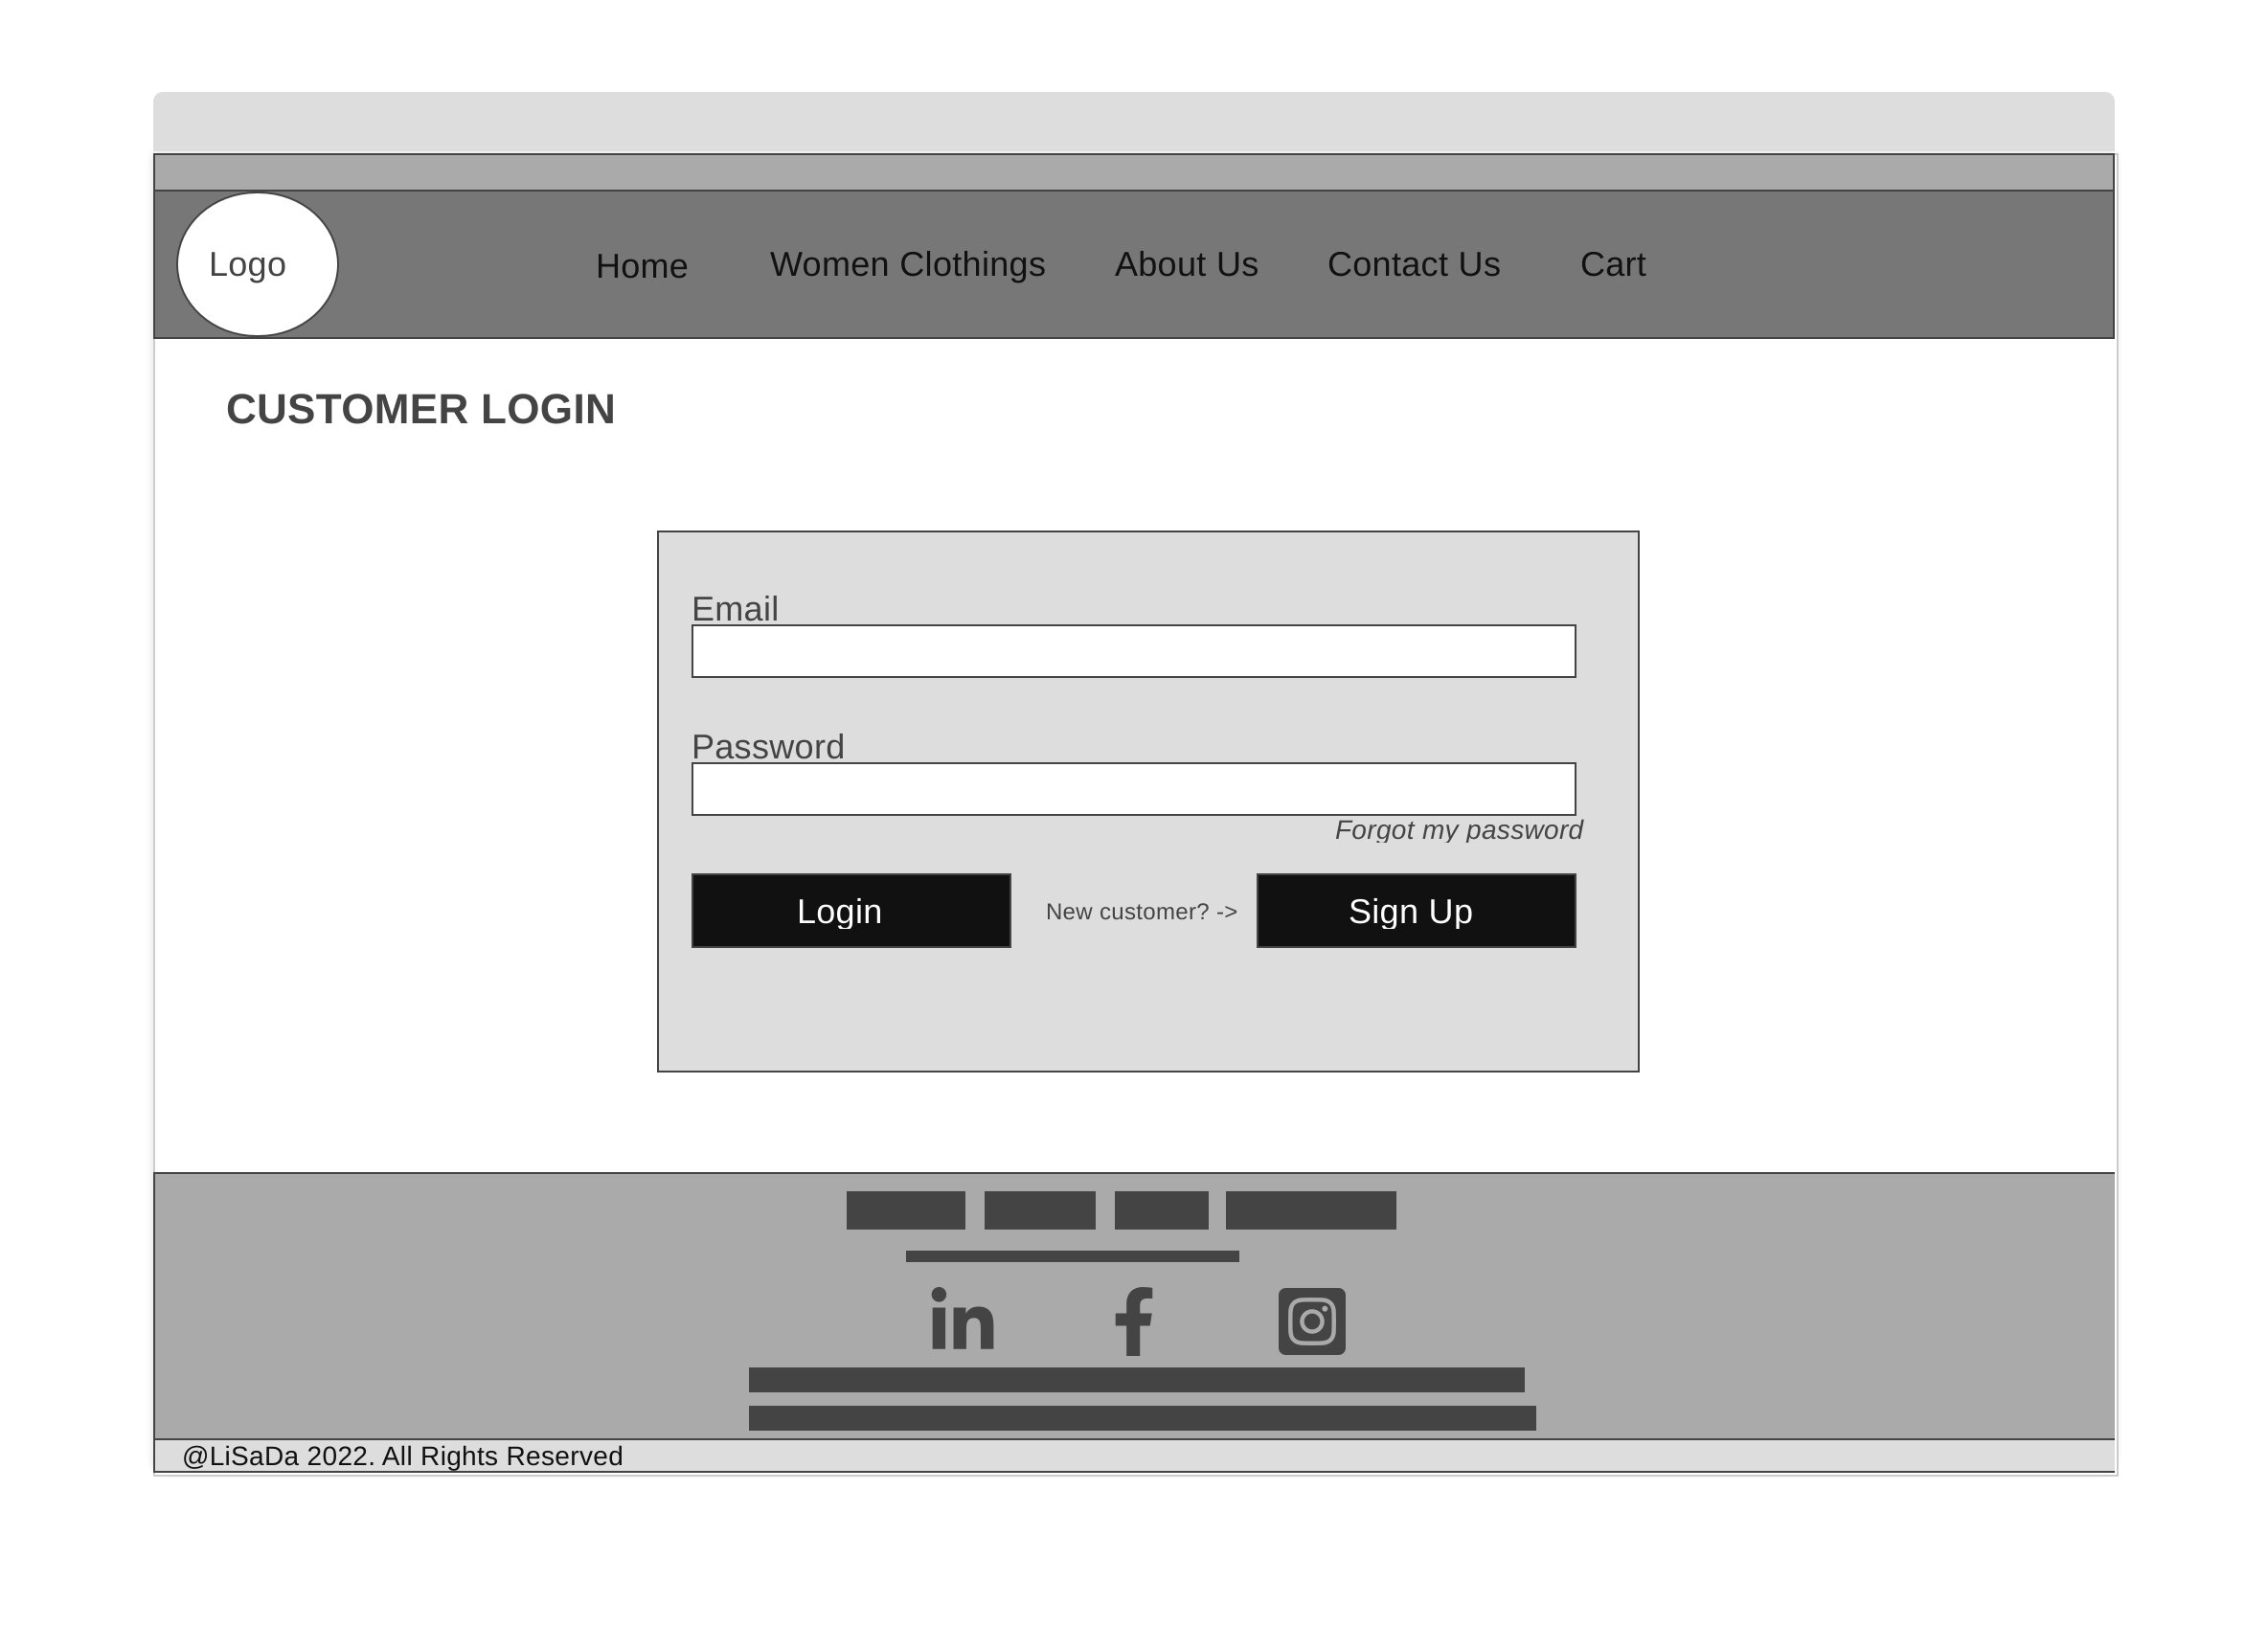 Logo
Home Women Clothings About Us Contact Us Cart
CUSTOMER LOGIN
Email
Password
Forgot my password
Login New customer? -> Sign Up
@LiSaDa 2022. All Rights Reserved